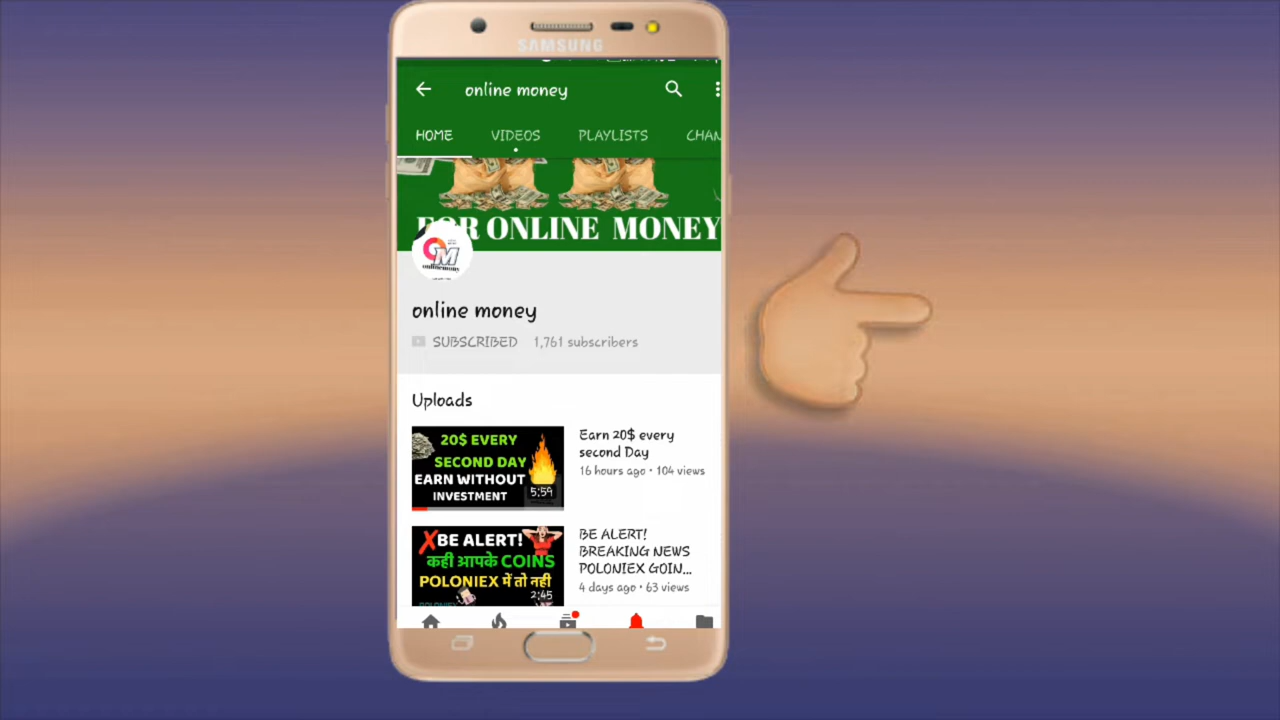 SAMSUNG
online money
HOME VIDEOS PLAYLISTS CHAN
FOR ONLINE MONEY
OM
online money
SUBSCRIBED 1,761 subscribers
Uploads
20$ EVERY
SECOND DAY
EARN WITHOUT
INVESTMENT
5:59
Earn 20$ every
second Day
16 hours ago • 104 views
BE ALERT!
कही आपके COINS
POLONIEX में तो नही
2:45
POLONIEX
BE ALERT!
BREAKING NEWS
POLONIEX GOIN...
4 days ago • 63 views